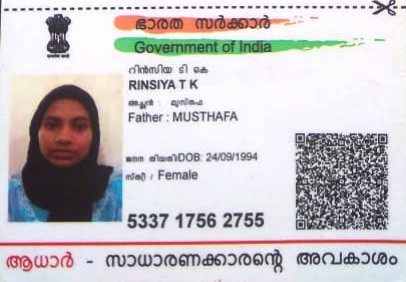 ഭാരത സർക്കാർ
Government of India
റിൻസിയ ടി കെ
RINSIYA T K
അച്ഛൻ : മുസ്തഫ
Father : MUSTHAFA
ജനന തിയതി/DOB: 24/09/1994
സ്ത്രീ / Female
5337 1756 2755
ആധാർ - സാധാരണക്കാരന്റെ അവകാശം